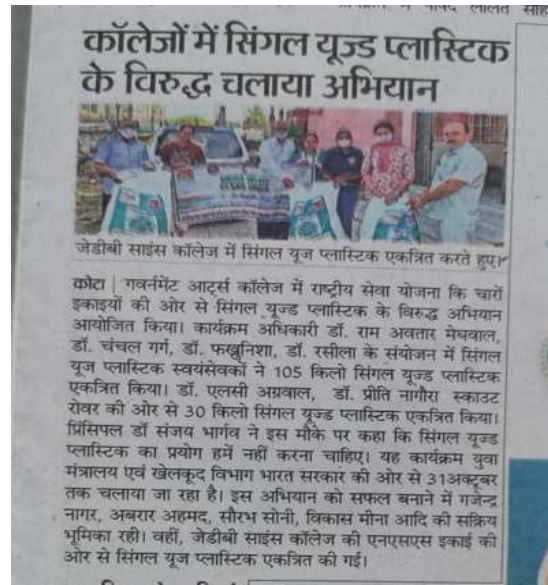 कॉलेजों में सिंगल यूज्ड प्लास्टिक
के विरुद्ध चलाया अभियान
जेडीबी साइंस कॉलेज में सिंगल यूज प्लास्टिक एकत्रित करते हुए।
कोटा | गवर्नमेंट आर्ट्स कॉलेज में राष्ट्रीय सेवा योजना कि चारों
इकाइयों की ओर से सिंगल यूज्ड प्लास्टिक के विरुद्ध अभियान
आयोजित किया। कार्यक्रम अधिकारी डॉ. राम अवतार मेघवाल,
डॉ. चंचल गर्ग, डॉ. फखुनिशा, डॉ. रसीला के संयोजन में सिंगल
यूज प्लास्टिक स्वयंसेवकों ने 105 किलो सिंगल यूज्ड प्लास्टिक
एकत्रित किया। डॉ. एलसी अग्रवाल, डॉ. प्रीति नागौरा स्काउट
रोवर की ओर से 30 किलो सिंगल यूज्ड प्लास्टिक एकत्रित किया।
प्रिंसिपल डॉ संजय भार्गव ने इस मौके पर कहा कि सिंगल यूज्ड
प्लास्टिक का प्रयोग हमें नहीं करना चाहिए। यह कार्यक्रम युवा
मंत्रालय एवं खेलकूद विभाग भारत सरकार की ओर से 31अक्टूबर
तक चलाया जा रहा है। इस अभियान को सफल बनाने में गजेन्द्र
नागर, अबरार अहमद, सौरभ सोनी, विकास मीना आदि की सक्रिय
भूमिका रही। वहीं, जेडीबी साइंस कॉलेज की एनएसएस इकाई की
ओर से सिंगल यूज प्लास्टिक एकत्रित की गई।